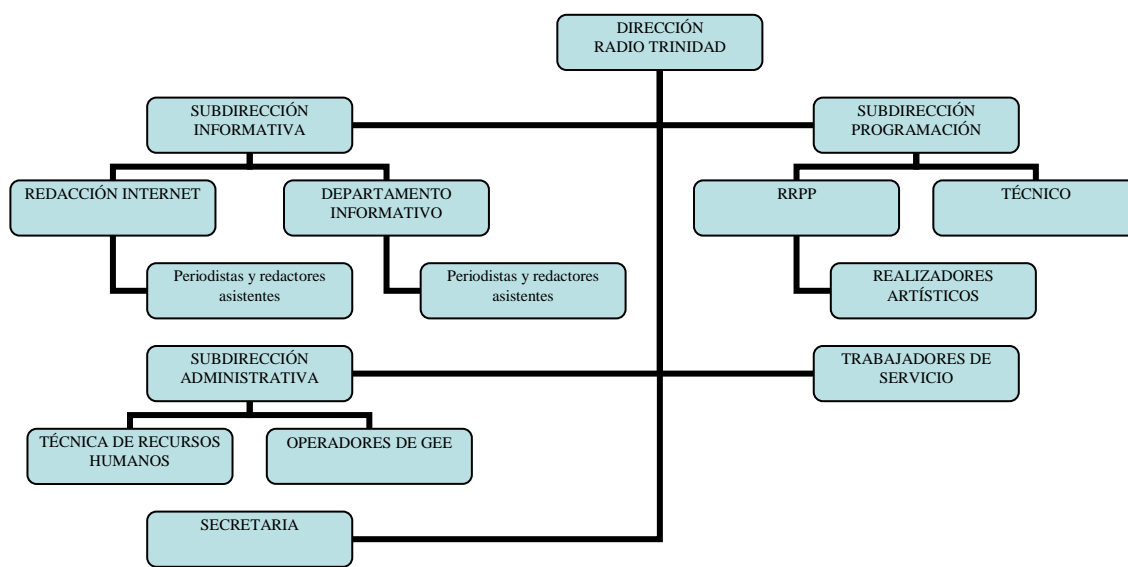 DIRECCIÓN
RADIO TRINIDAD
SUBDIRECCIÓN
INFORMATIVA
SUBDIRECCIÓN
PROGRAMACIÓN
REDACCIÓN INTERNET
DEPARTAMENTO
INFORMATIVO
RRPP
TÉCNICO
Periodistas y redactores
asistentes
Periodistas y redactores
asistentes
REALIZADORES
ARTÍSTICOS
SUBDIRECCIÓN
ADMINISTRATIVA
TRABAJADORES DE
SERVICIO
TÉCNICA DE RECURSOS
HUMANOS
OPERADORES DE GEE
SECRETARIA